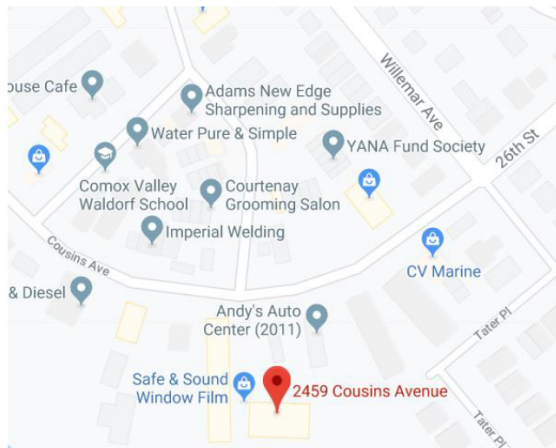 ouse Cafe
Adams New Edge
Sharpening and Supplies
Willemar Ave
26th St
Water Pure & Simple
YANA Fund Society
Comox Valley
Waldorf School
Courtenay
Grooming Salon
Imperial Welding
Cousins Ave
CV Marine
& Diesel
Andy's Auto
Center (2011)
Tater Pl
Safe & Sound
Window Film
2459 Cousins Avenue
Tater Pl